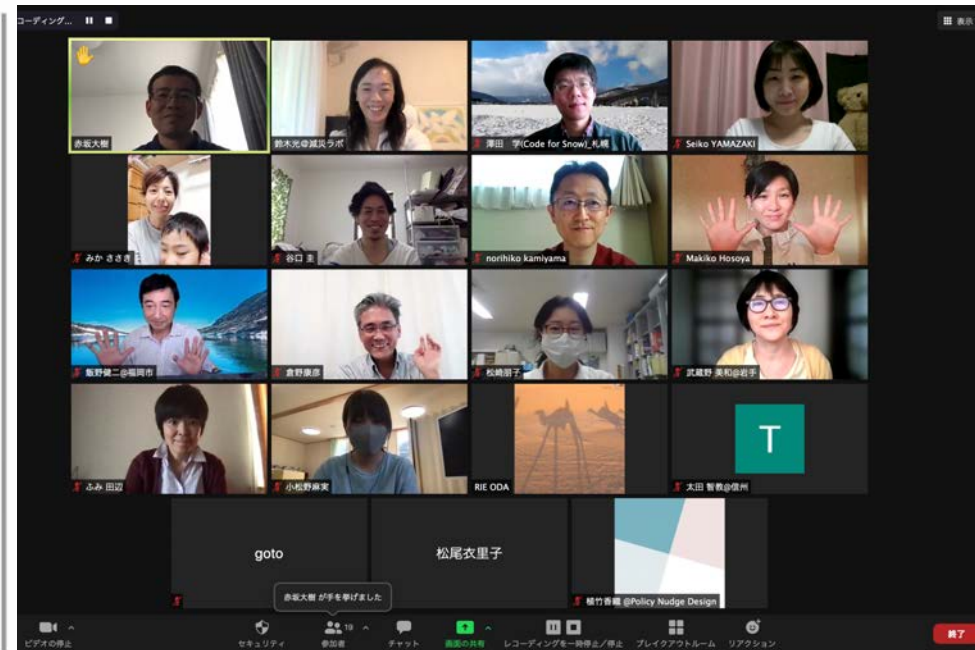 コーディング...
表示
赤坂大樹
鈴木光@減災ラボ
澤田 学(Code for Snow)_札幌
Seiko YAMAZAKI
みか ささき
谷口 圭
norihiko kamiyama
Makiko Hosoya
飯野健二@福岡市
倉野康彦
松崎朋子
武蔵野 美和@岩手
ふみ 田辺
小松野麻実
RIE ODA
T
太田 智教@信州
goto
松尾衣里子
植竹香織 @Policy Nudge Design
赤坂大樹 が手を挙げました
ビデオの停止
セキュリティ
19
参加者
チャット
画面の共有
レコーディングを一時停止/停止
ブレイクアウトルーム
リアクション
終了